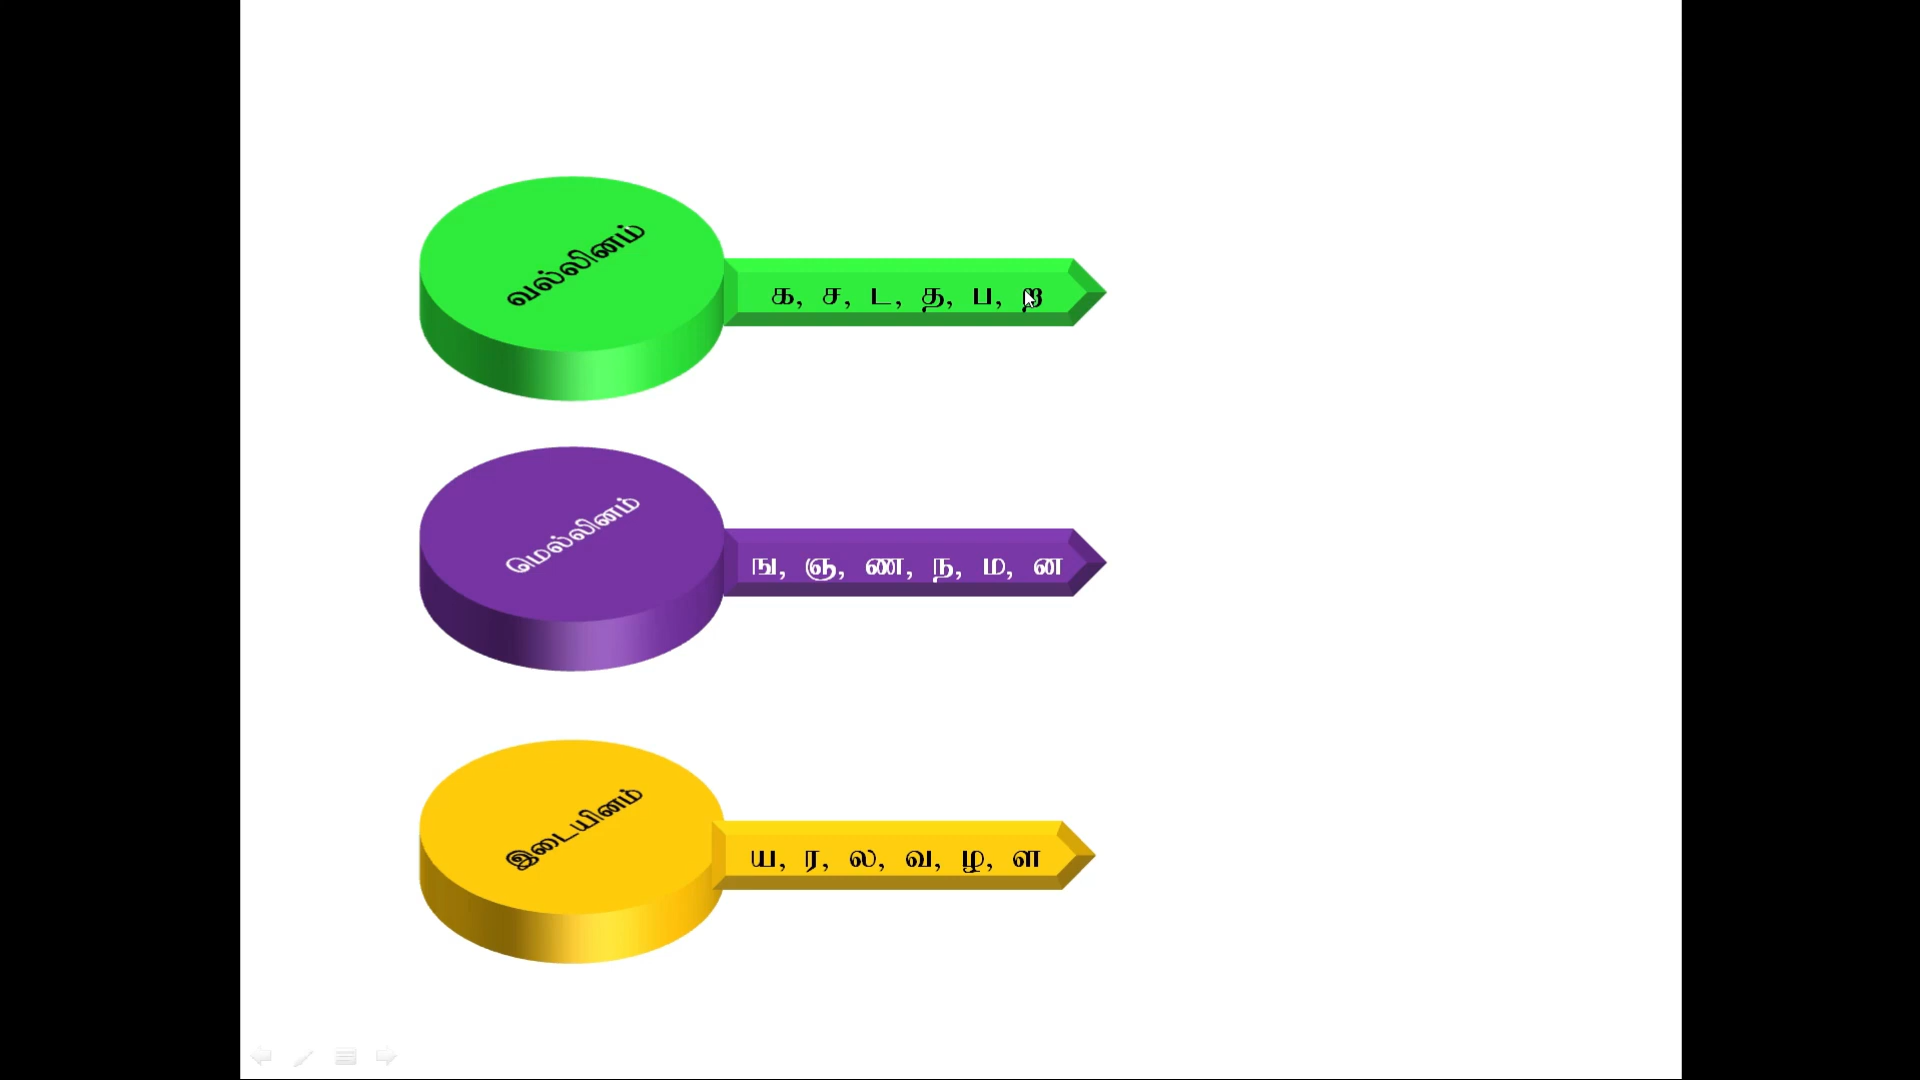 வல்லினம்
க, ச, ட, த, ப, ற
மெல்லினம்
ங, ஞ, ண, ந, ம, ன
இடையினம்
ய, ர, ல, வ, ழ, ள